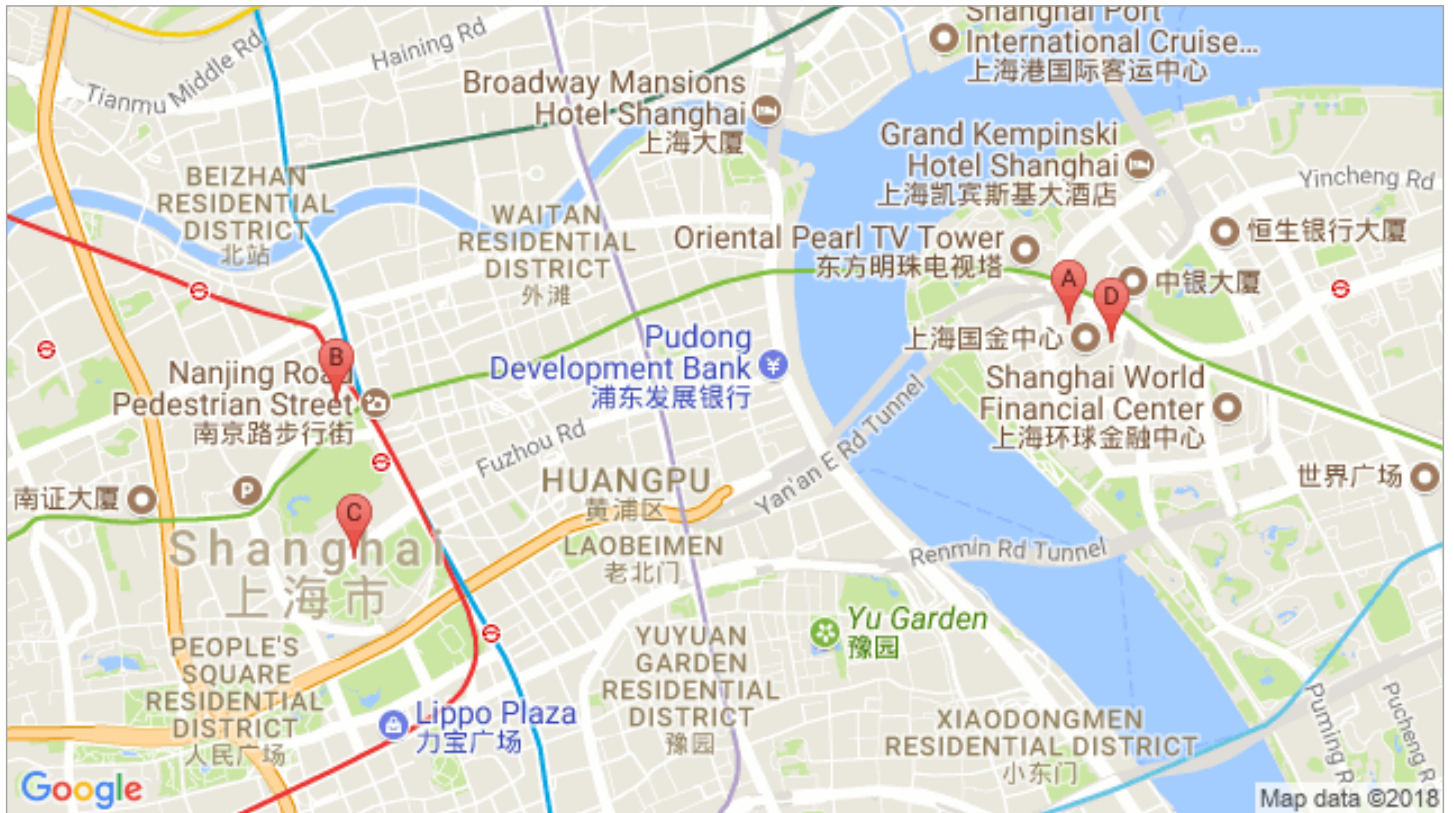 Shanghai Port
International Cruise...
上海港国际客运中心
Haining Rd
Tianmu Middle Rd
Broadway Mansions
Hotel Shanghai
上海大厦
Grand Kempinski
Hotel Shanghai
上海凯宾斯基大酒店
Yincheng Rd
BEIZHAN
RESIDENTIAL
DISTRICT
北站
WAITAN
RESIDENTIAL
DISTRICT
外滩
Oriental Pearl TV Tower
东方明珠电视塔
恒生银行大厦
A
D
中银大厦
上海国金中心
B
Nanjing Road
Pedestrian Street
南京路步行街
Pudong
Development Bank
浦东发展银行
¥
Shanghai World
Financial Center
上海环球金融中心
Fuzhou Rd
Yan'an E Rd Tunnel
HUANGPU
黄浦区
世界广场
南证大厦
P
C
Shanghai
上海市
LAOBEIMEN
老北门
Renmin Rd Tunnel
Yu Garden
豫园
PEOPLE'S
SQUARE
RESIDENTIAL
DISTRICT
人民广场
YUYUAN
GARDEN
RESIDENTIAL
DISTRICT
豫园
Lippo Plaza
力宝广场
XIAODONGMEN
RESIDENTIAL DISTRICT
小东门
Puming R
Pucheng R
Google
Map data ©2018